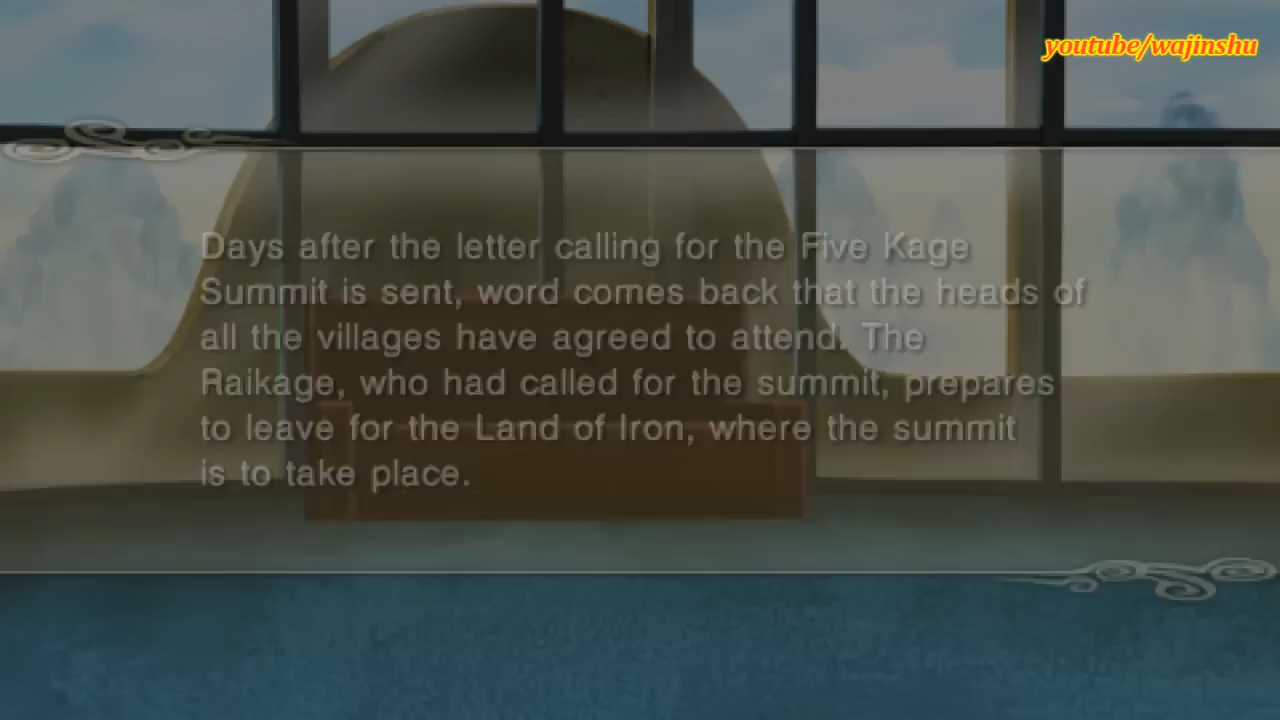 youtube/wajinshu
Days after the letter calling for the Five Kage
Summit is sent, word comes back that the heads of
all the villages have agreed to attend. The
Raikage, who had called for the summit, prepares
to leave for the Land of Iron, where the summit
is to take place.